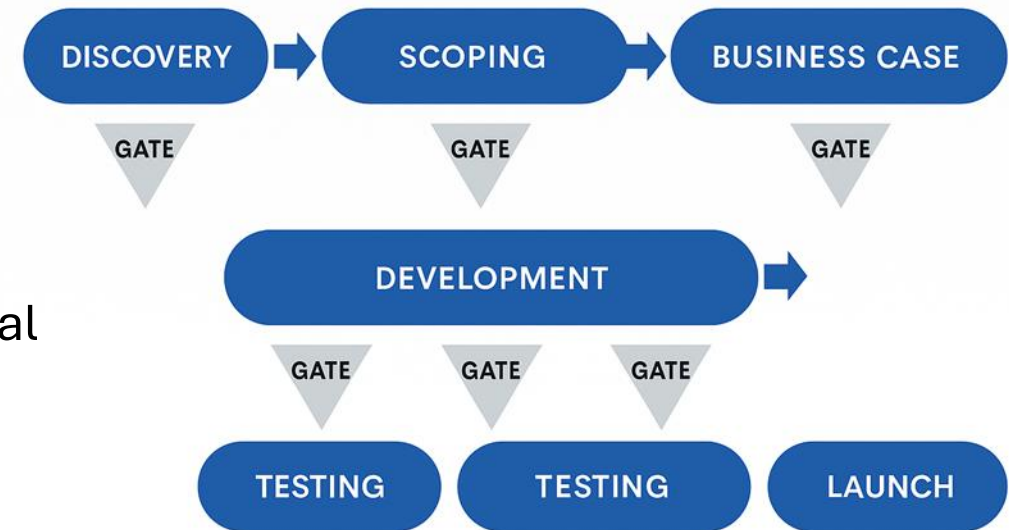 DISCOVERY
SCOPING
BUSINESS CASE
GATE
GATE
GATE
DEVELOPMENT
al
GATE
GATE
GATE
TESTING
TESTING
LAUNCH